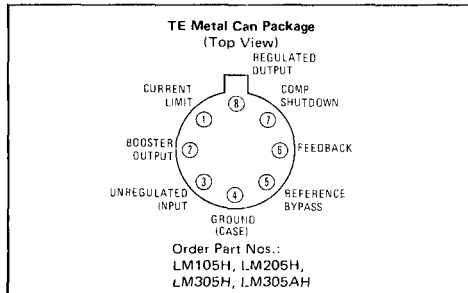 TE Metal Can Package
(Top View)
REGULATED
OUTPUT
CURRENT
LIMIT
8
COMP
SHUTDOWN
1
7
BOOSTER
OUTPUT
2
6
FEEDBACK
UNREGULATED
INPUT
3
4
5
REFERENCE
BYPASS
GROUND
(CASE)
Order Part Nos.:
LM105H, LM205H,
LM305H, LM305AH